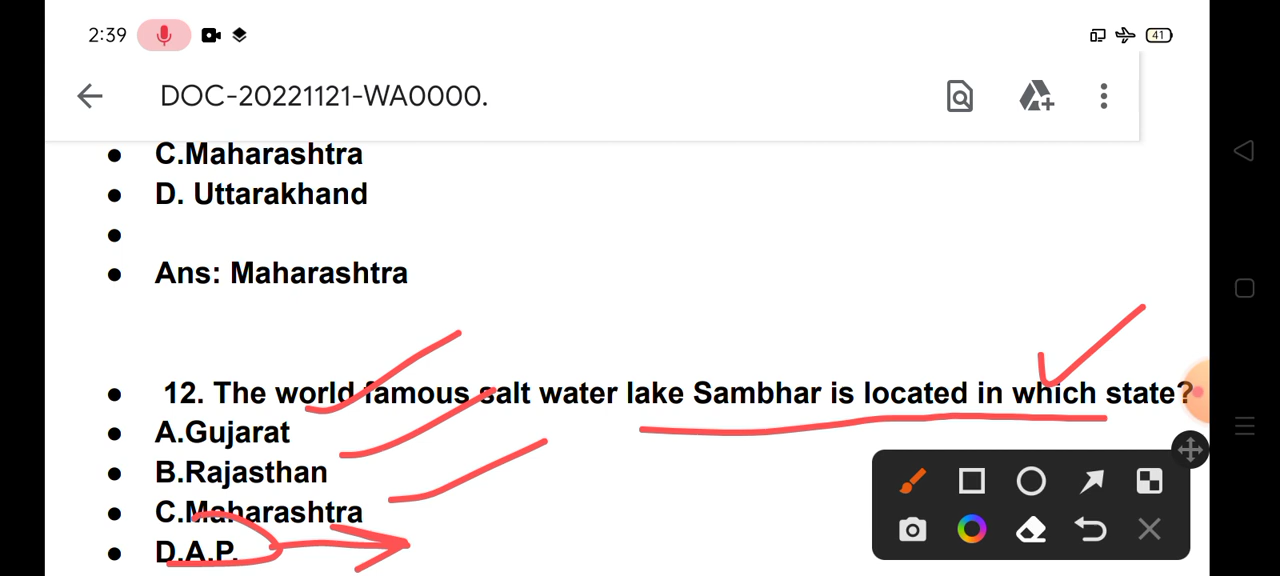 2:39
41
DOC-20221121-WA0000.
C.Maharashtra
D. Uttarakhand
Ans: Maharashtra
12. The world famous salt water lake Sambhar is located in which state?
A.Gujarat
B.Rajasthan
C.Maharashtra
D.A.P.